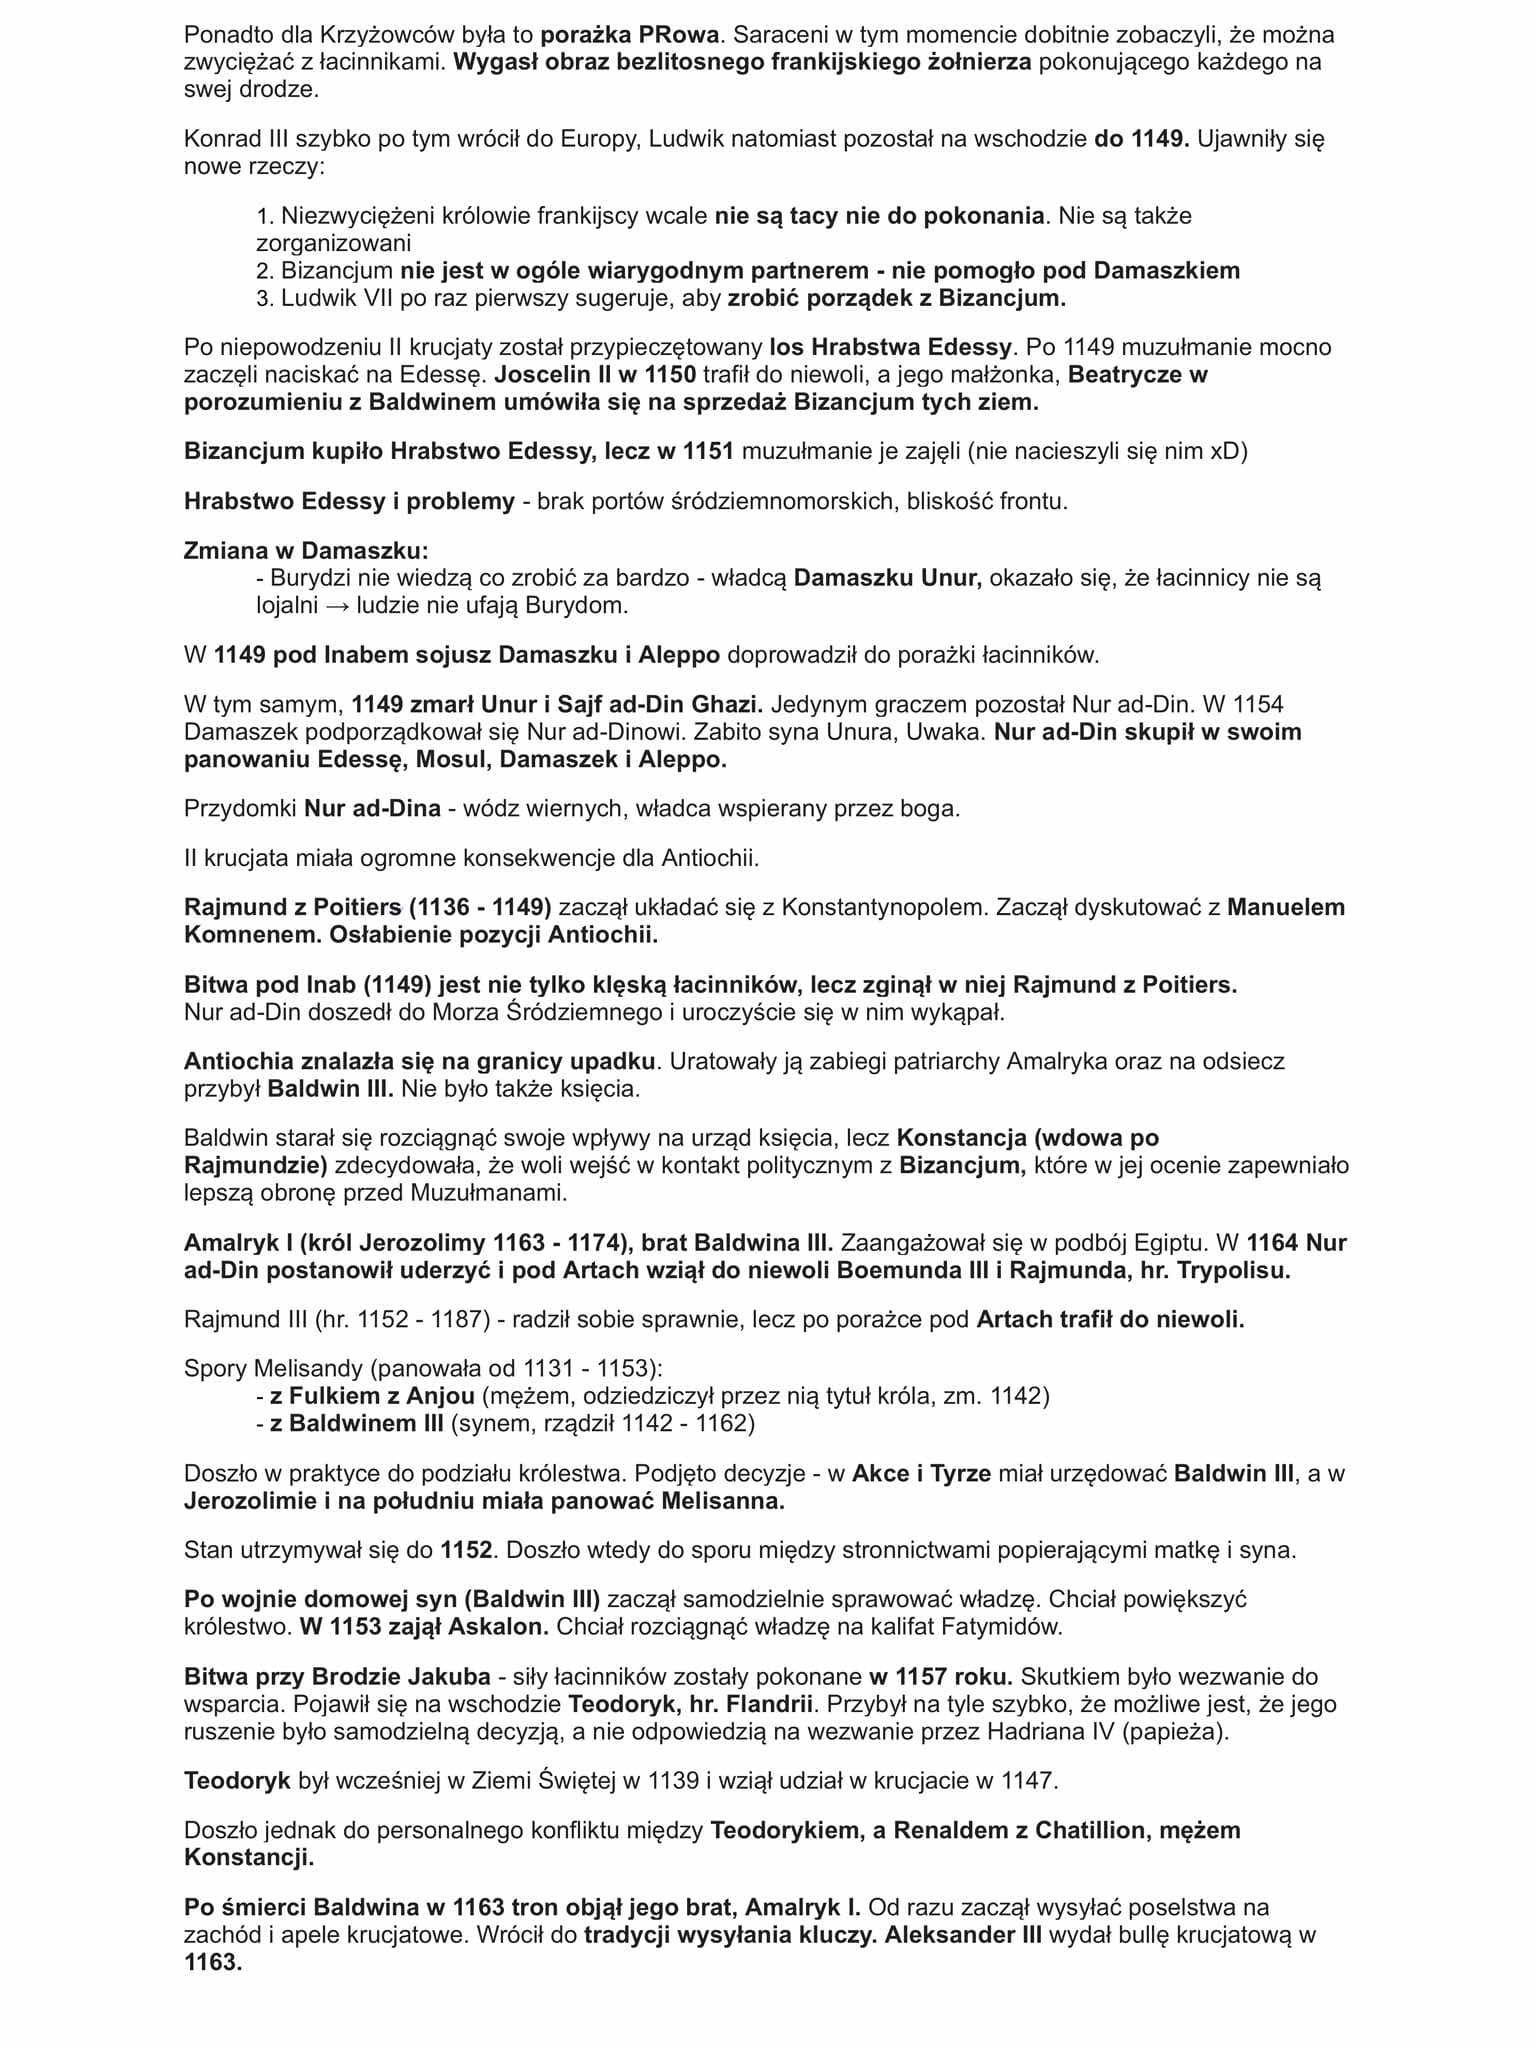 Ponadto dla Krzyżowców była to porażka PRowa. Saraceni w tym momencie dobitnie zobaczyli, że można
zwyciężać z łacinnikami. Wygasł obraz bezlitosnego frankijskiego żołnierza pokonującego każdego na
swej drodze.
Konrad III szybko po tym wrócił do Europy, Ludwik natomiast pozostał na wschodzie do 1149. Ujawniły się
nowe rzeczy:
1. Niezwyciężeni królowie frankijscy wcale nie są tacy nie do pokonania. Nie są także
zorganizowani
2. Bizancjum nie jest w ogóle wiarygodnym partnerem - nie pomogło pod Damaszkiem
3. Ludwik VII po raz pierwszy sugeruje, aby zrobić porządek z Bizancjum.
Po niepowodzeniu II krucjaty został przypieczętowany los Hrabstwa Edessy. Po 1149 muzułmanie mocno
zaczęli naciskać na Edessę. Joscelin II w 1150 trafił do niewoli, a jego małżonka, Beatrycze w
porozumieniu z Baldwinem umówiła się na sprzedaż Bizancjum tych ziem.
Bizancjum kupiło Hrabstwo Edessy, lecz w 1151 muzułmanie je zajęli (nie nacieszyli się nim xD)
Hrabstwo Edessy i problemy - brak portów śródziemnomorskich, bliskość frontu.
Zmiana w Damaszku:
- Burydzi nie wiedzą co zrobić za bardzo - władcą Damaszku Unur, okazało się, że łacinnicy nie są
lojalni → ludzie nie ufają Burydom.
W 1149 pod Inabem sojusz Damaszku i Aleppo doprowadził do porażki łacinników.
W tym samym, 1149 zmarł Unur i Sajf ad-Din Ghazi. Jedynym graczem pozostał Nur ad-Din. W 1154
Damaszek podporządkował się Nur ad-Dinowi. Zabito syna Unura, Uwaka. Nur ad-Din skupił w swoim
panowaniu Edessę, Mosul, Damaszek i Aleppo.
Przydomki Nur ad-Dina - wódz wiernych, władca wspierany przez boga.
II krucjata miała ogromne konsekwencje dla Antiochii.
Rajmund z Poitiers (1136 - 1149) zaczął układać się z Konstantynopolem. Zaczął dyskutować z Manuelem
Komnenem. Osłabienie pozycji Antiochii.
Bitwa pod Inab (1149) jest nie tylko klęską łacinników, lecz zginął w niej Rajmund z Poitiers.
Nur ad-Din doszedł do Morza Śródziemnego i uroczyście się w nim wykąpał.
Antiochia znalazła się na granicy upadku. Uratowały ją zabiegi patriarchy Amalryka oraz na odsiecz
przybył Baldwin III. Nie było także księcia.
Baldwin starał się rozciągnąć swoje wpływy na urząd księcia, lecz Konstancja (wdowa po
Rajmundzie) zdecydowała, że woli wejść w kontakt politycznym z Bizancjum, które w jej ocenie zapewniało
lepszą obronę przed Muzułmanami.
Amalryk I (król Jerozolimy 1163 - 1174), brat Baldwina III. Zaangażował się w podbój Egiptu. W 1164 Nur
ad-Din postanowił uderzyć i pod Artach wziął do niewoli Boemunda III i Rajmunda, hr. Trypolisu.
Rajmund III (hr. 1152 - 1187) - radził sobie sprawnie, lecz po porażce pod Artach trafił do niewoli.
Spory Melisandy (panowała od 1131 - 1153):
- z Fulkiem z Anjou (mężem, odziedziczył przez nią tytuł króla, zm. 1142)
- z Baldwinem III (synem, rządził 1142 - 1162)
Doszło w praktyce do podziału królestwa. Podjęto decyzje - w Akce i Tyrze miał urzędować Baldwin III, a w
Jerozolimie i na południu miała panować Melisanna.
Stan utrzymywał się do 1152. Doszło wtedy do sporu między stronnictwami popierającymi matkę i syna.
Po wojnie domowej syn (Baldwin III) zaczął samodzielnie sprawować władzę. Chciał powiększyć
królestwo. W 1153 zajął Askalon. Chciał rozciągnąć władzę na kalifat Fatymidów.
Bitwa przy Brodzie Jakuba - siły łacinników zostały pokonane w 1157 roku. Skutkiem było wezwanie do
wsparcia. Pojawił się na wschodzie Teodoryk, hr. Flandrii. Przybył na tyle szybko, że możliwe jest, że jego
ruszenie było samodzielną decyzją, a nie odpowiedzią na wezwanie przez Hadriana IV (papieża).
Teodoryk był wcześniej w Ziemi Świętej w 1139 i wziął udział w krucjacie w 1147.
Doszło jednak do personalnego konfliktu między Teodorykiem, a Renaldem z Chatillion, mężem
Konstancji.
Po śmierci Baldwina w 1163 tron objął jego brat, Amalryk I. Od razu zaczął wysyłać poselstwa na
zachód i apele krucjatowe. Wrócił do tradycji wysyłania kluczy. Aleksander III wydał bullę krucjatową w
1163.